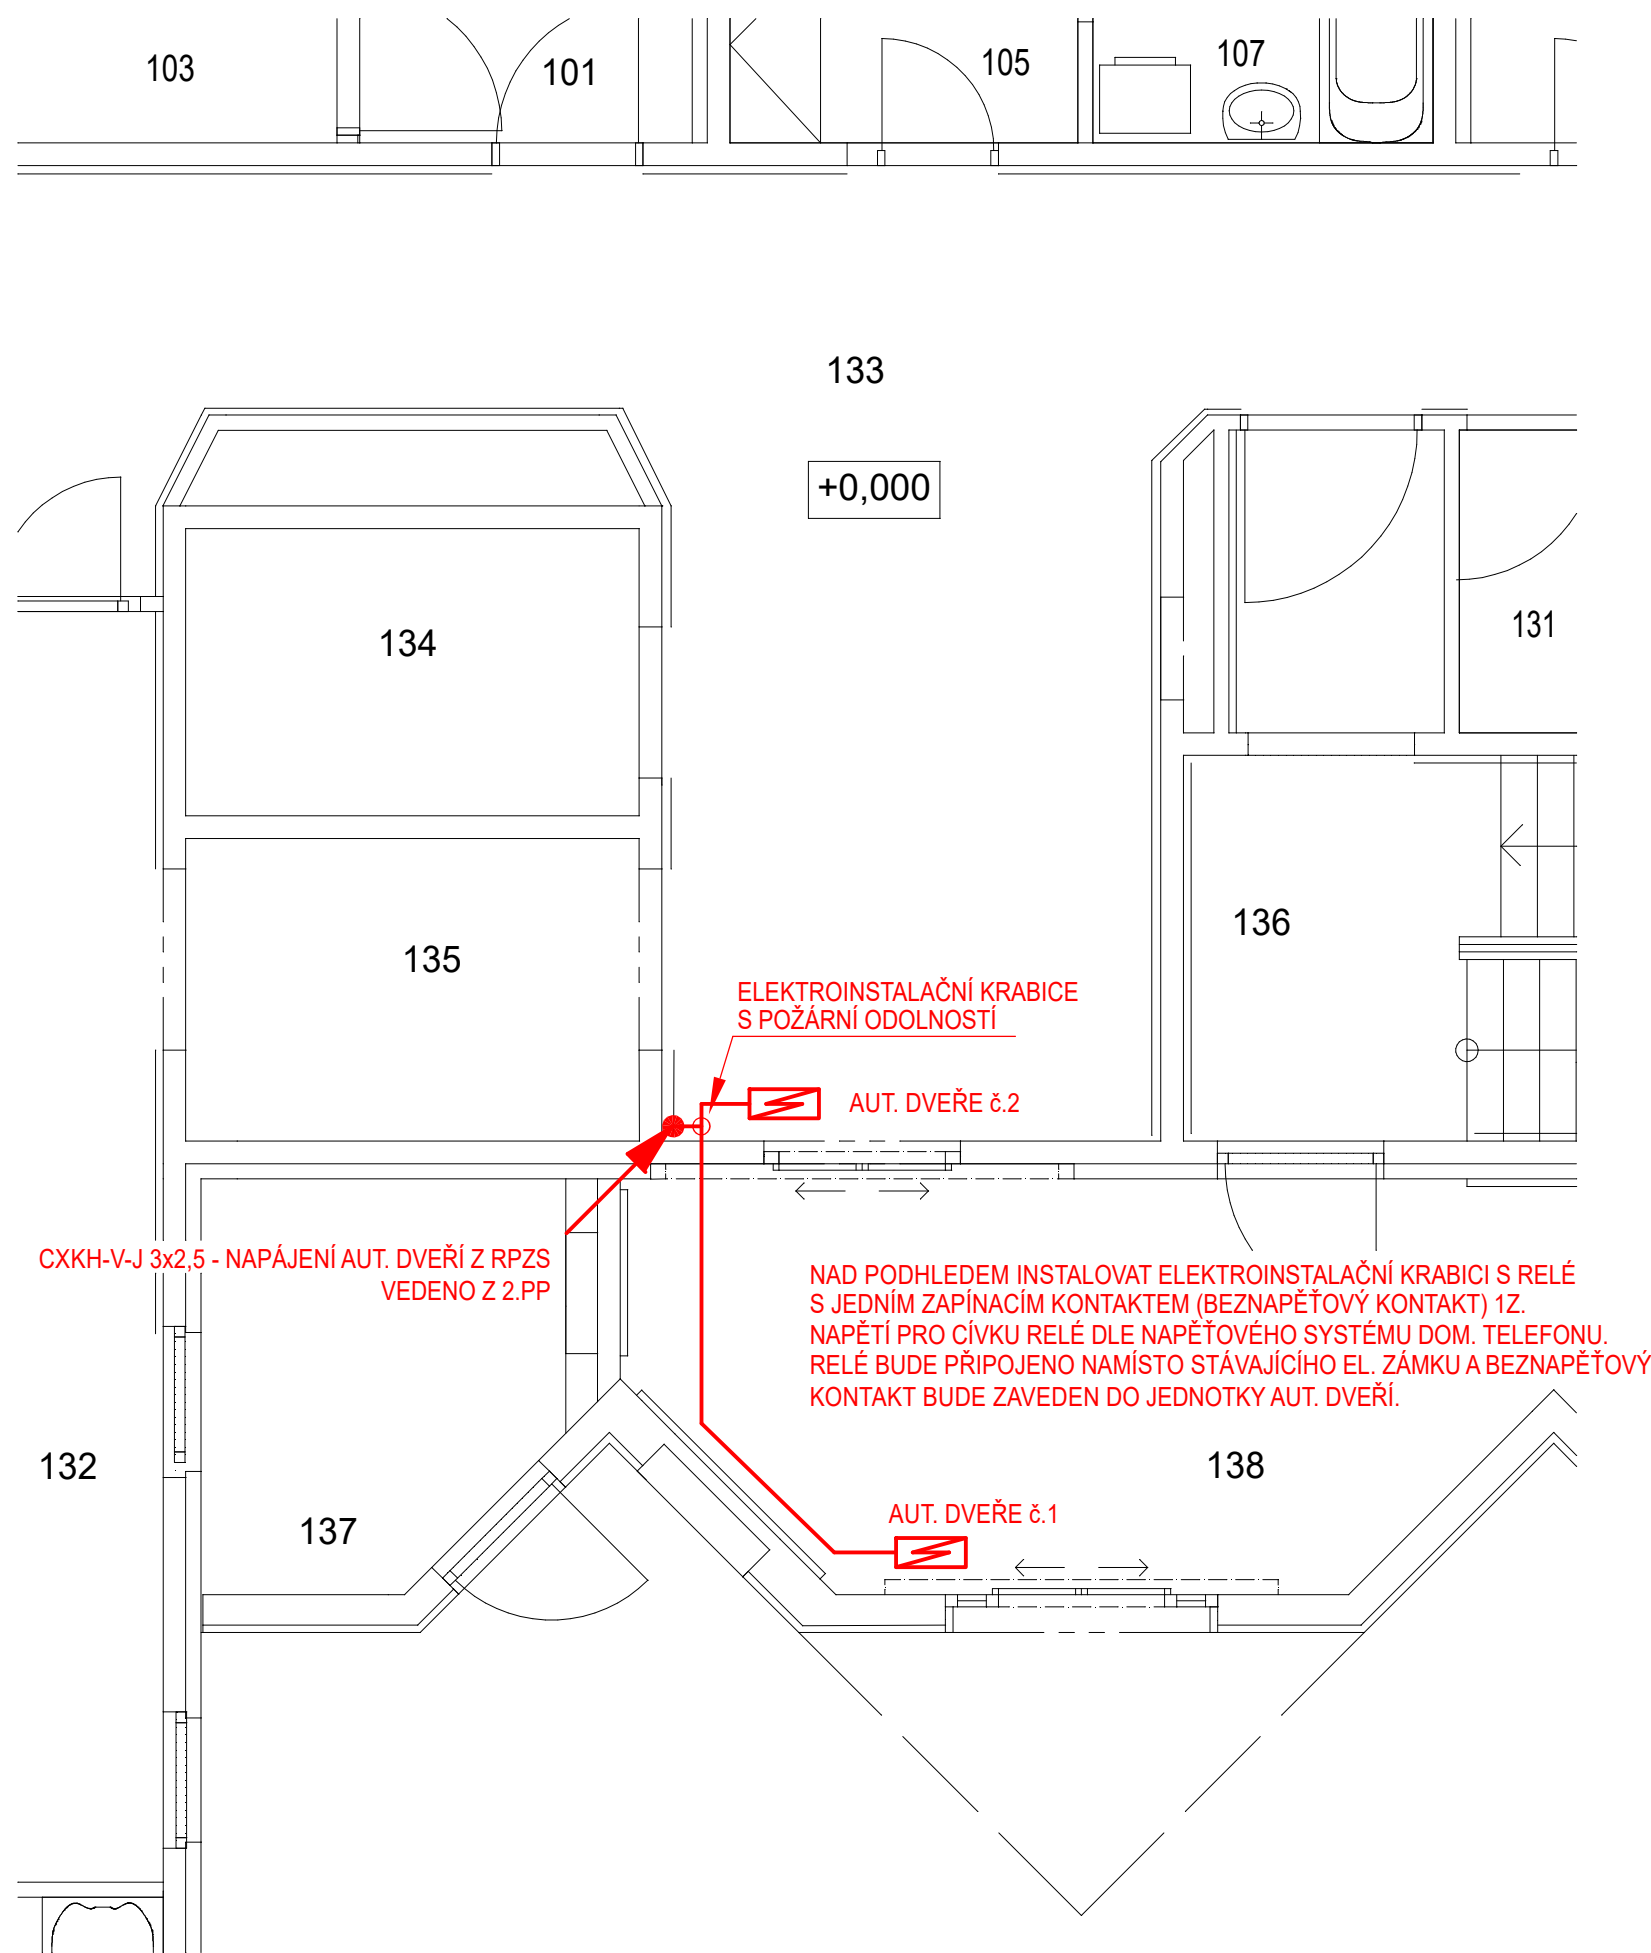 103
101
105
107
133
+0,000
134
131
135
136
ELEKTROINSTALAČNÍ KRABICE
S POŽÁRNÍ ODOLNOSTÍ
AUT. DVEŘE č.2
CXKH-V-J 3x2,5 - NAPÁJENÍ AUT. DVEŘÍ Z RPZS
VEDENO Z 2.PP
NAD PODHLEDEM INSTALOVAT ELEKTROINSTALAČNÍ KRABICI S RELÉ
S JEDNÍM ZAPÍNACÍM KONTAKTEM (BEZNAPĚŤOVÝ KONTAKT) 1Z.
NAPĚTÍ PRO CÍVKU RELÉ DLE NAPĚŤOVÉHO SYSTÉMU DOM. TELEFONU.
RELÉ BUDE PŘIPOJENO NAMÍSTO STÁVAJÍCÍHO EL. ZÁMKU A BEZNAPĚŤOVÝ
KONTAKT BUDE ZAVEDEN DO JEDNOTKY AUT. DVEŘÍ.
132
138
137
AUT. DVEŘE č.1